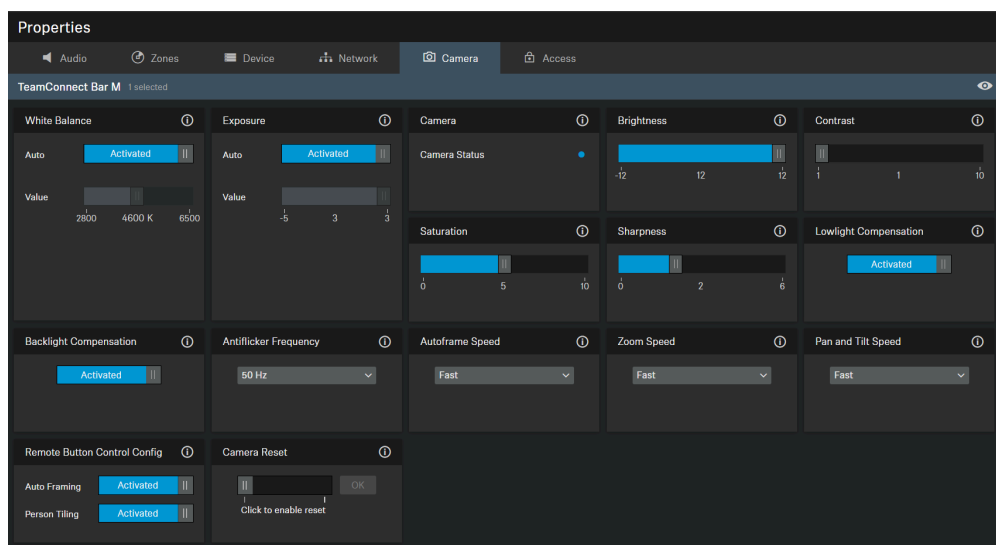 Properties
Audio Zones Device Network Camera Access
TeamConnect Bar M 1 selected
White Balance
Auto Activated
Value
2800 4600 K 6500
Exposure
Auto Activated
Value
-5 3 3
Camera
Camera Status
Brightness
-12 12 12
Contrast
1 1 10
Saturation
0 5 10
Sharpness
0 2 6
Lowlight Compensation
Activated
Backlight Compensation
Activated
Antiflicker Frequency
50 Hz
Autoframe Speed
Fast
Zoom Speed
Fast
Pan and Tilt Speed
Fast
Remote Button Control Config
Auto Framing Activated
Person Tiling Activated
Camera Reset
OK
Click to enable reset